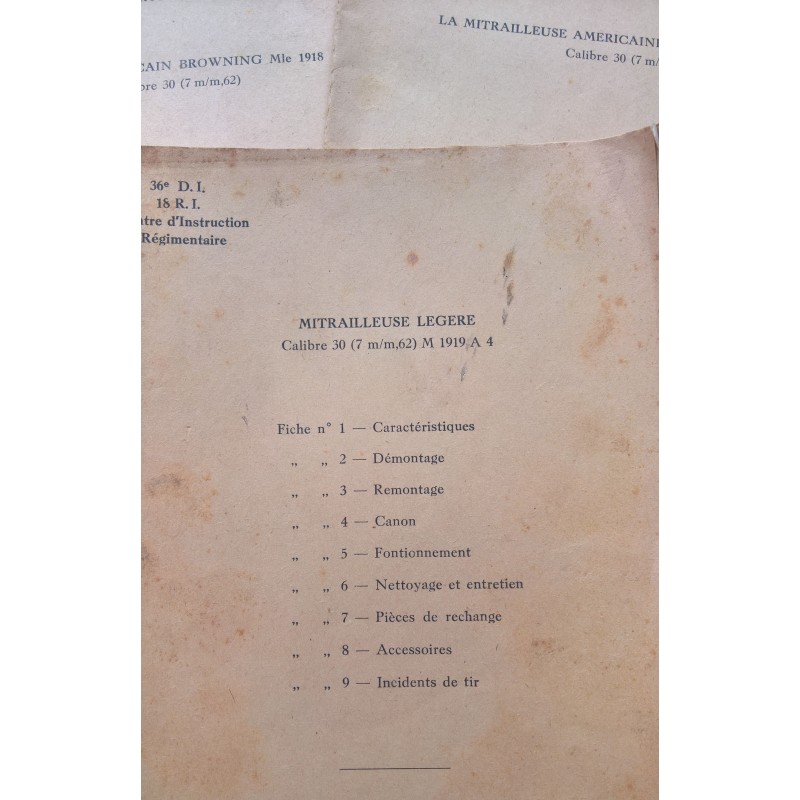 LA MITRAILLEUSE AMERICAINE
Calibre 30 (7 m/m,
CAIN BROWNING Mle 1918
bre 30 (7 m/m,62)
36e D. I.
18 R. I.
ntre d'Instruction
Régimentaire
MITRAILLEUSE LEGERE
Calibre 30 (7 m/m,62) M 1919 A 4
Fiche n° 1 — Caractéristiques
„ „ 2 — Démontage
„ „ 3 — Remontage
„ „ 4 — Canon
„ „ 5 — Fontionnement
„ „ 6 — Nettoyage et entretien
„ „ 7 — Pièces de rechange
„ „ 8 — Accessoires
„ „ 9 — Incidents de tir